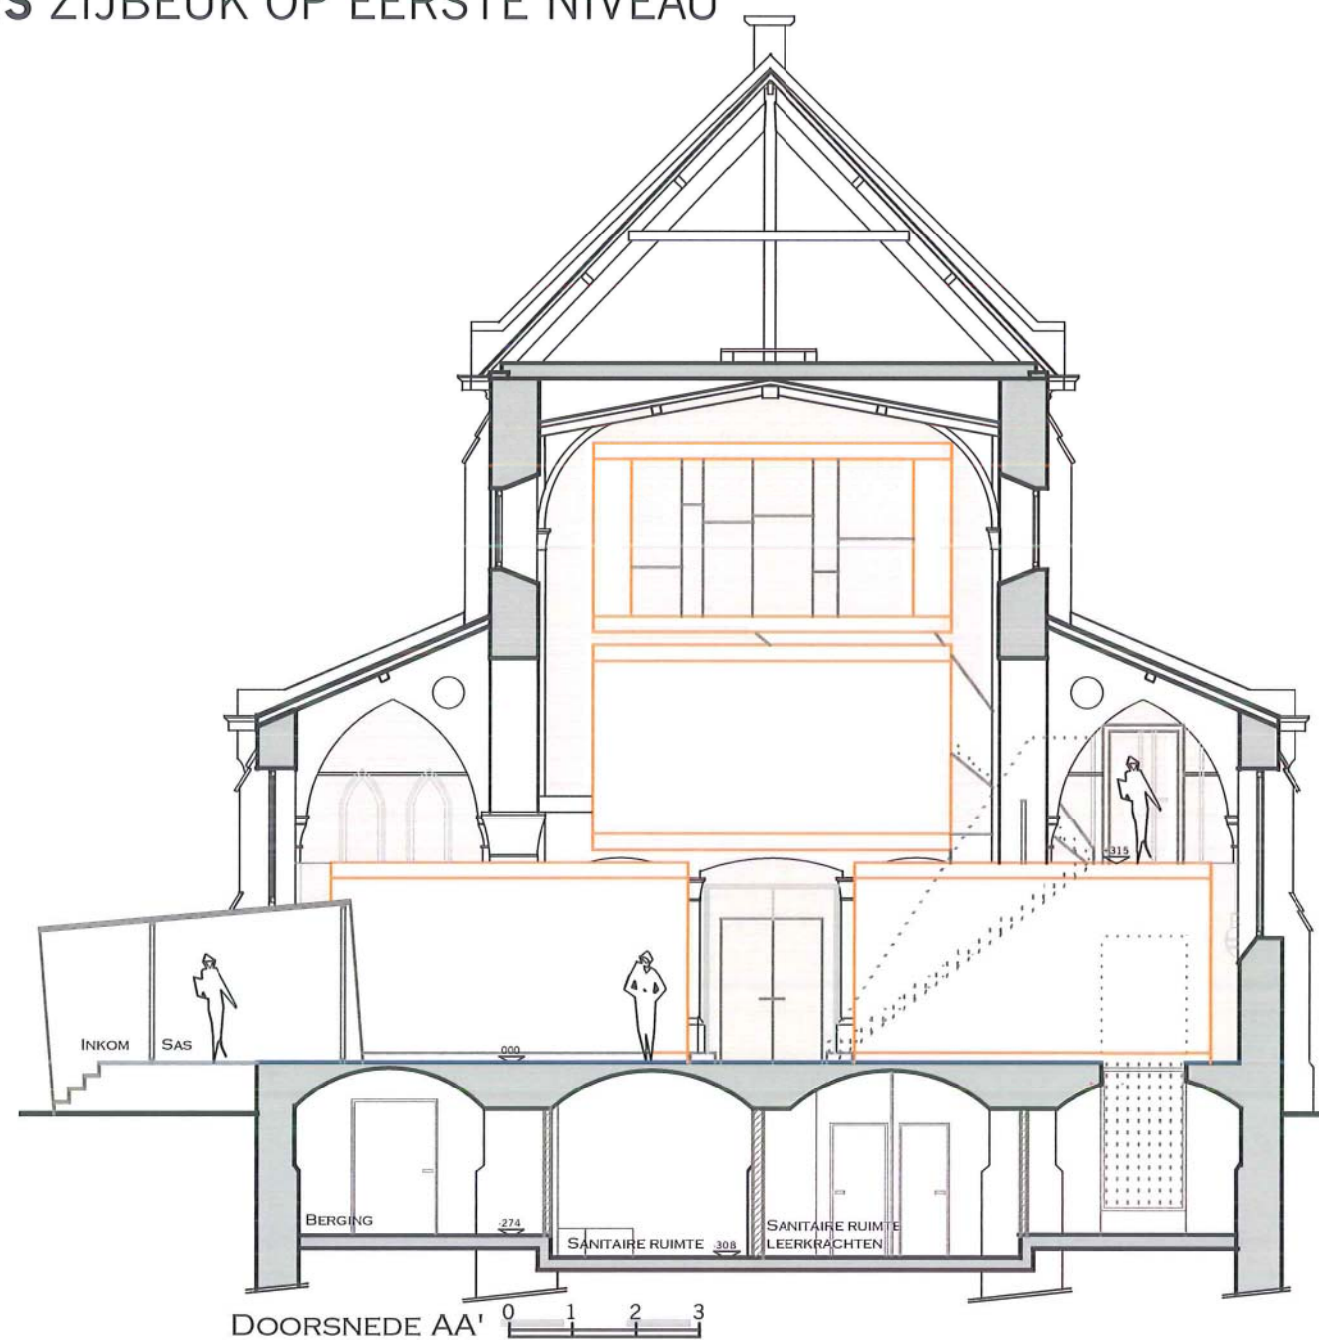 S ZIJBEUK OP EERSTE NIVEAU
+315
INKOM
SAS
000
BERGING
-274
SANITAIRE RUIMTE
-308
SANITAIRE RUIMTE
LEERKRACHTEN
DOORSNEDE AA'
0 1 2 3